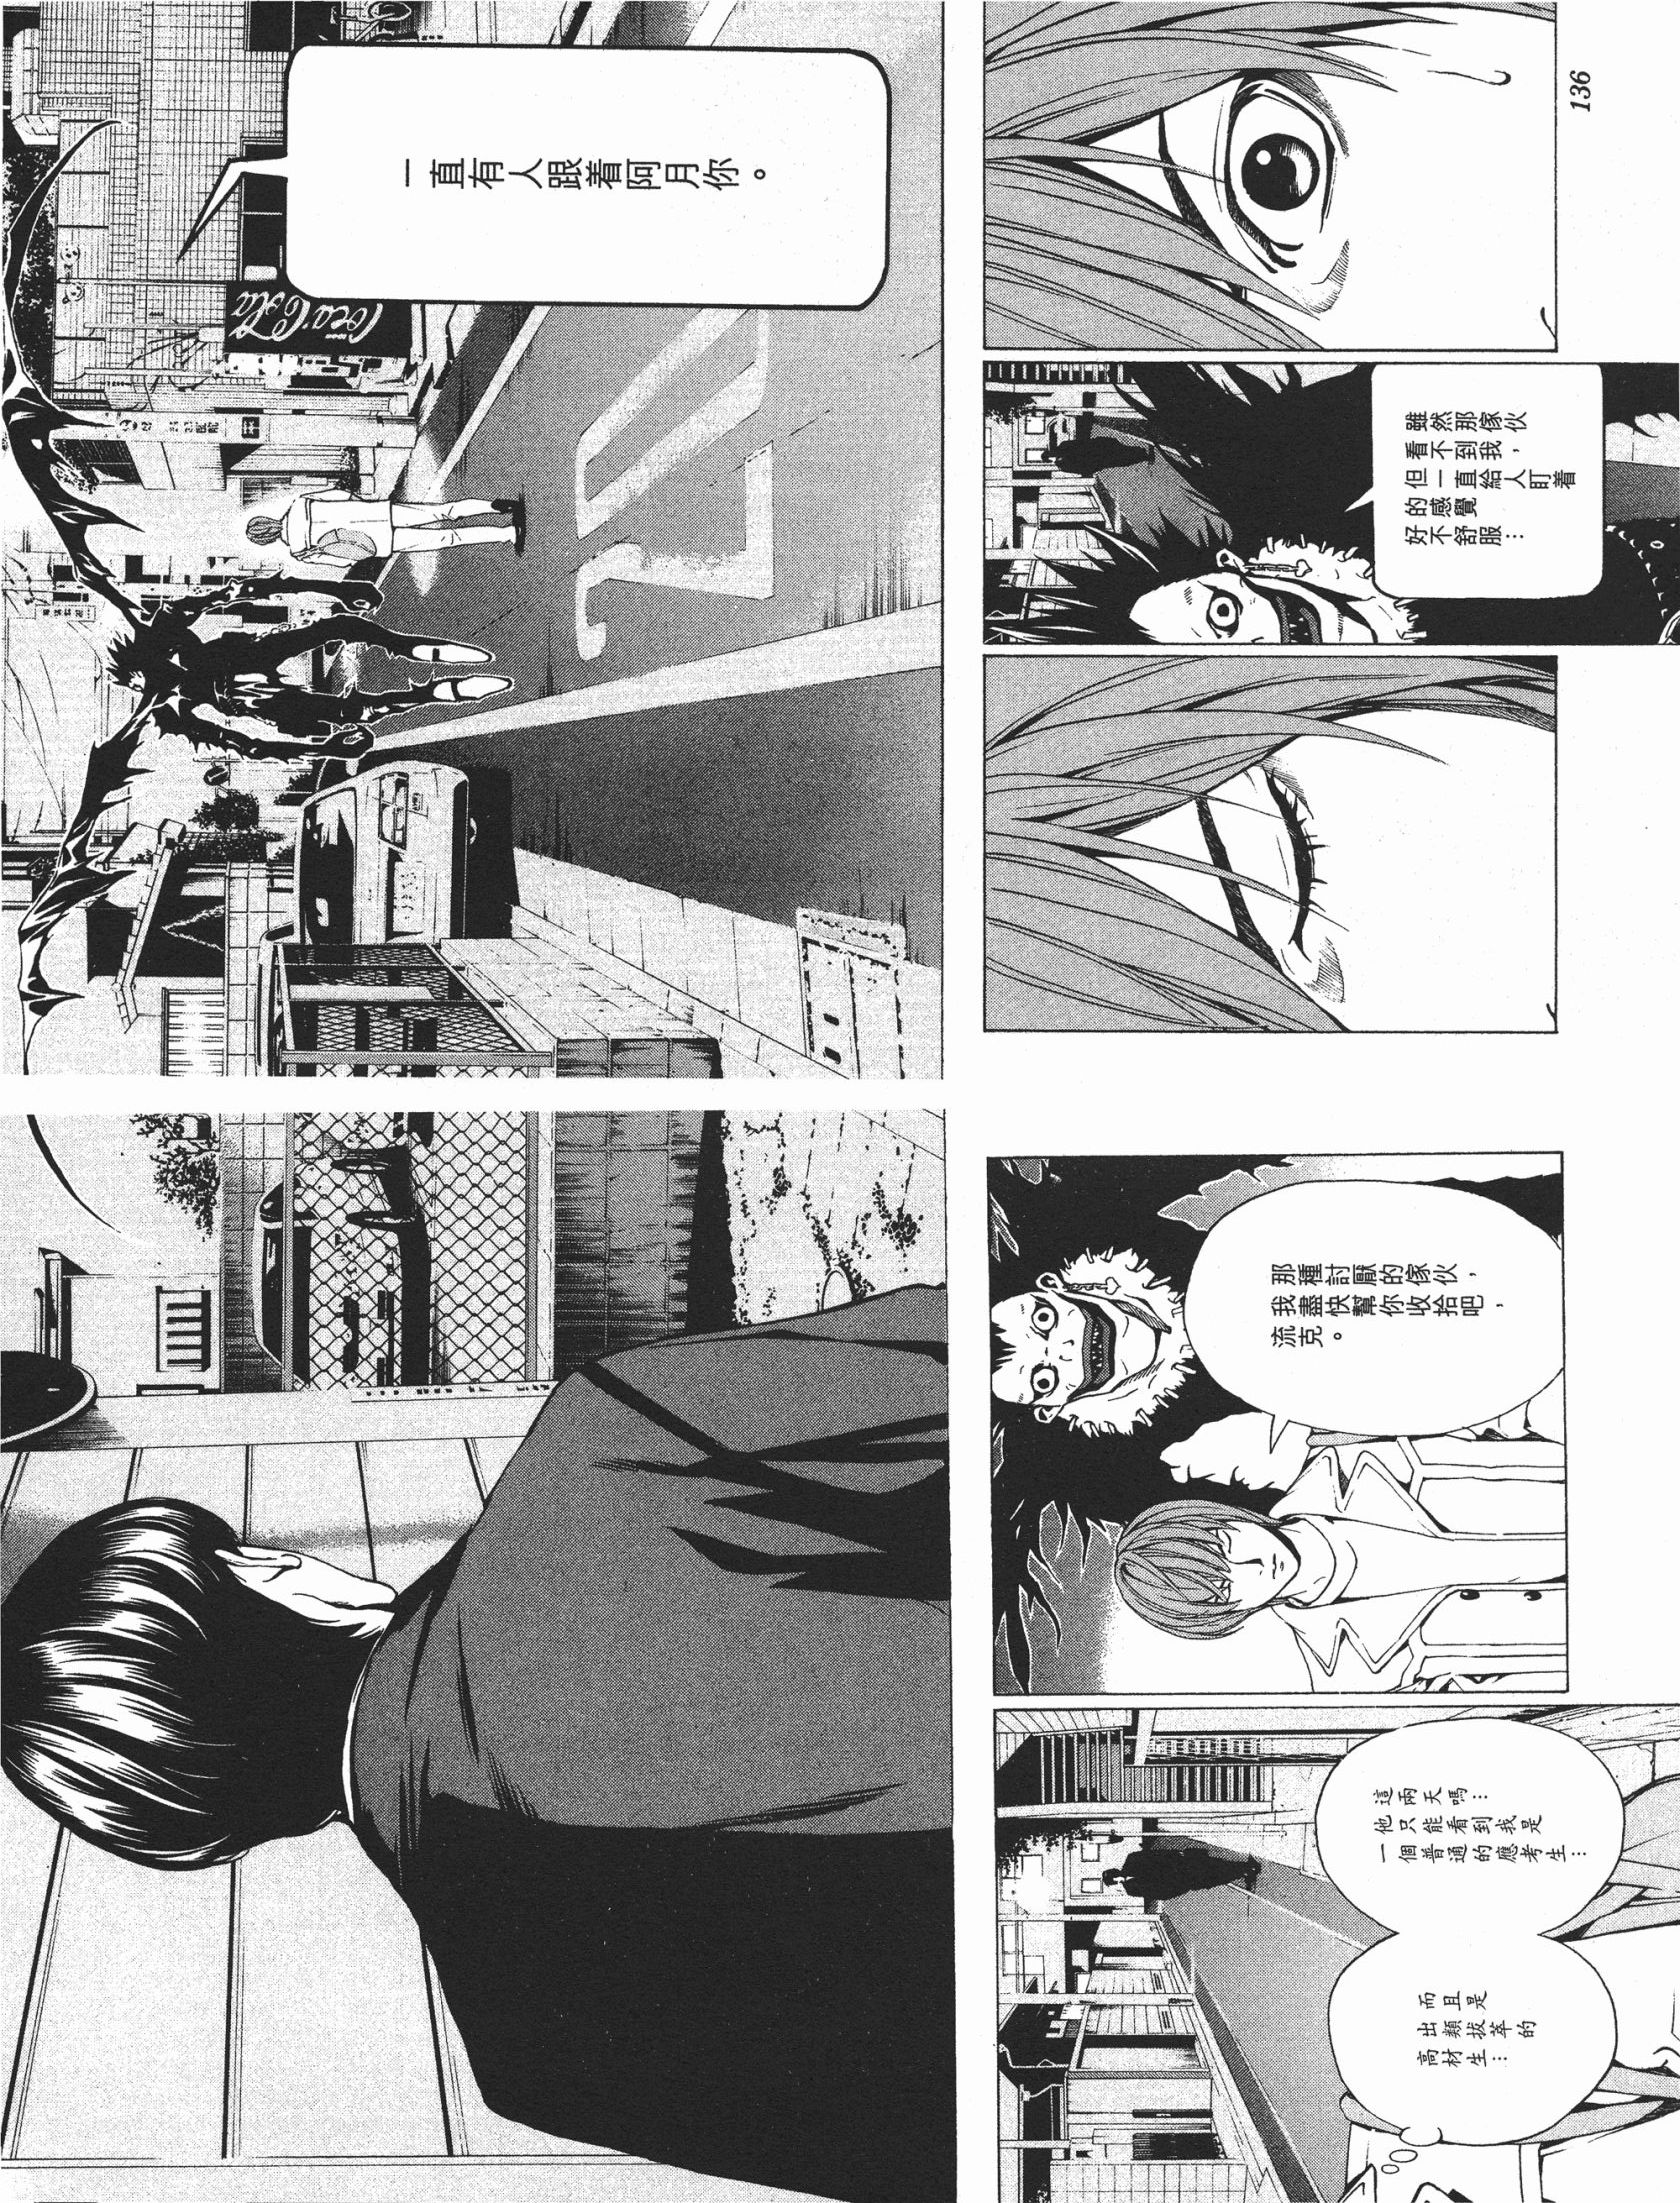 一直有人跟着阿月你。
Coca-Cola
雖然那傢伙
看不到我，
但一直給人盯着
的感覺
好不舒服…
136
那種討厭的傢伙，
我盡快幫你收拾吧，
流克。
這兩天嗎…
他只能看到我是
一個普通的應考生…
而且是
出類拔萃的
高材生…